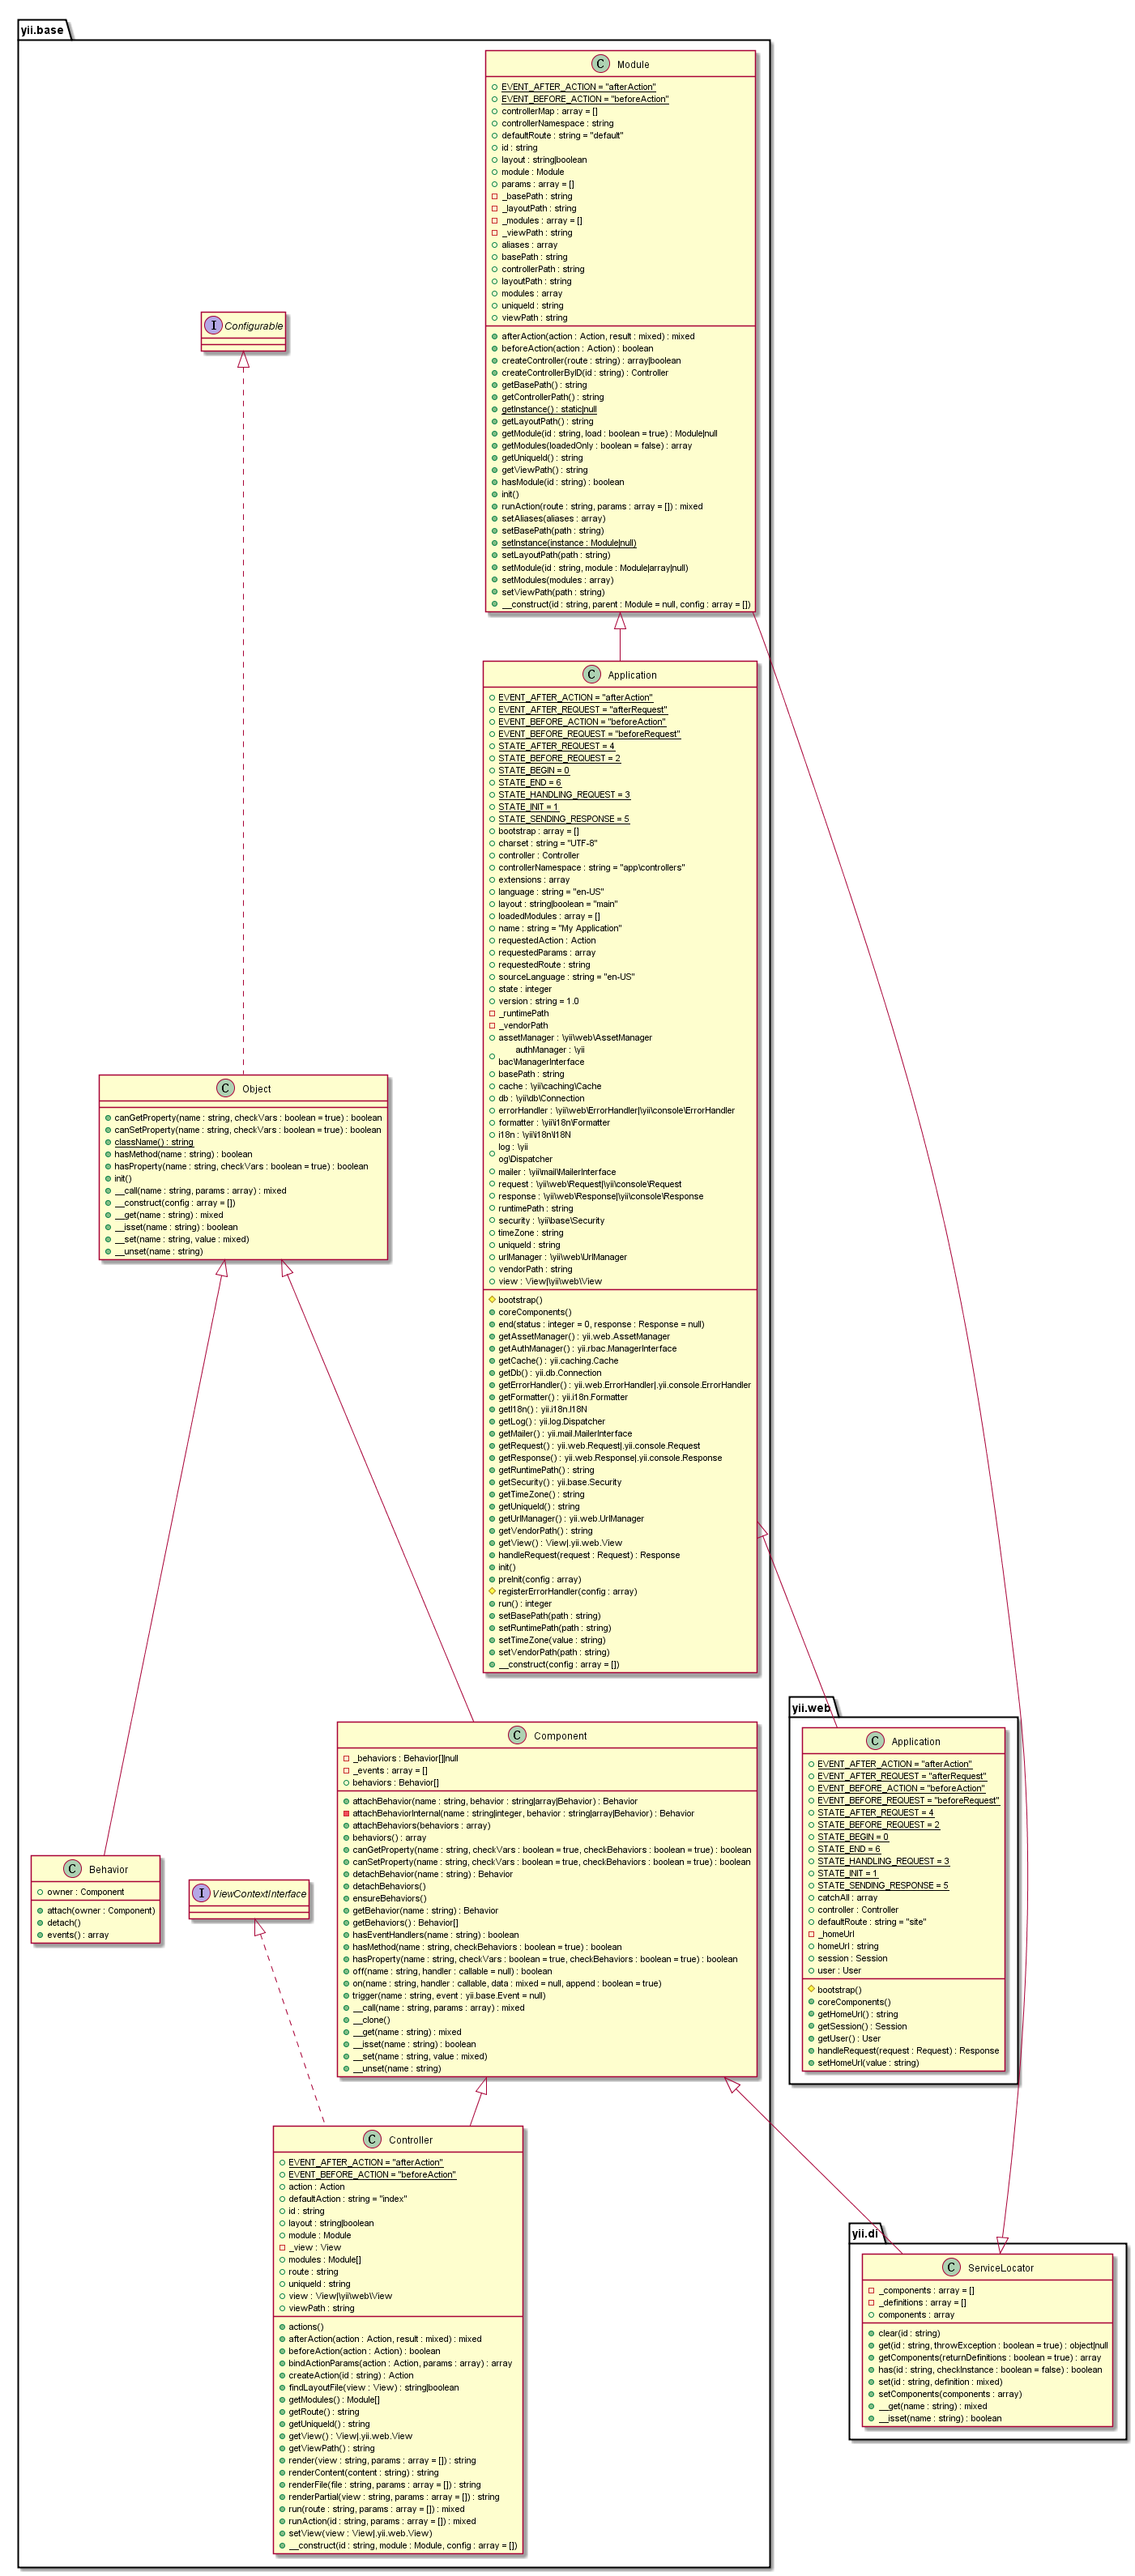 yii.base
C Module
EVENT_AFTER_ACTION = "afterAction"
EVENT_BEFORE_ACTION = "beforeAction"
controllerMap : array = []
controllerNamespace : string
defaultRoute : string = "default"
id : string
layout : string|boolean
module : Module
params : array = []
_basePath : string
_layoutPath : string
_modules : array = []
_viewPath : string
aliases : array
basePath : string
controllerPath : string
layoutPath : string
modules : array
uniqueId : string
viewPath : string
afterAction(action : Action, result : mixed) : mixed
beforeAction(action : Action) : boolean
createController(route : string) : array|boolean
createControllerByID(id : string) : Controller
getBasePath() : string
getControllerPath() : string
getInstance() : static|null
getLayoutPath() : string
getModule(id : string, load : boolean = true) : Module|null
getModules(loadedOnly : boolean = false) : array
getUniqueId() : string
getViewPath() : string
hasModule(id : string) : boolean
init()
runAction(route : string, params : array = []) : mixed
setAliases(aliases : array)
setBasePath(path : string)
setInstance(instance : Module|null)
setLayoutPath(path : string)
setModule(id : string, module : Module|array|null)
setModules(modules : array)
setViewPath(path : string)
__construct(id : string, parent : Module = null, config : array = [])
I Configurable
C Application
EVENT_AFTER_ACTION = "afterAction"
EVENT_AFTER_REQUEST = "afterRequest"
EVENT_BEFORE_ACTION = "beforeAction"
EVENT_BEFORE_REQUEST = "beforeRequest"
STATE_AFTER_REQUEST = 4
STATE_BEFORE_REQUEST = 2
STATE_BEGIN = 0
STATE_END = 6
STATE_HANDLING_REQUEST = 3
STATE_INIT = 1
STATE_SENDING_RESPONSE = 5
bootstrap : array = []
charset : string = "UTF-8"
controller : Controller
controllerNamespace : string = "app\controllers"
extensions : array
language : string = "en-US"
layout : string|boolean = "main"
loadedModules : array = []
name : string = "My Application"
requestedAction : Action
requestedParams : array
requestedRoute : string
sourceLanguage : string = "en-US"
state : integer
version : string = 1.0
_runtimePath
_vendorPath
assetManager : \yii\web\AssetManager
authManager : \yii
bac\ManagerInterface
basePath : string
cache : \yii\caching\Cache
db : \yii\db\Connection
errorHandler : \yii\web\ErrorHandler|\yii\console\ErrorHandler
formatter : \yii\i18n\Formatter
i18n : \yii\i18n\I18N
log : \yii
og\Dispatcher
mailer : \yii\mail\MailerInterface
request : \yii\web\Request|\yii\console\Request
response : \yii\web\Response|\yii\console\Response
runtimePath : string
security : \yii\base\Security
timeZone : string
uniqueId : string
urlManager : \yii\web\UrlManager
vendorPath : string
view : View|\yii\web\View
bootstrap()
coreComponents()
end(status : integer = 0, response : Response = null)
getAssetManager() : yii.web.AssetManager
getAuthManager() : yii.rbac.ManagerInterface
getCache() : yii.caching.Cache
getDb() : yii.db.Connection
getErrorHandler() : yii.web.ErrorHandler|.yii.console.ErrorHandler
getFormatter() : yii.i18n.Formatter
getI18n() : yii.i18n.I18N
getLog() : yii.log.Dispatcher
getMailer() : yii.mail.MailerInterface
getRequest() : yii.web.Request|.yii.console.Request
getResponse() : yii.web.Response|.yii.console.Response
getRuntimePath() : string
getSecurity() : yii.base.Security
getTimeZone() : string
getUniqueId() : string
getUrlManager() : yii.web.UrlManager
getVendorPath() : string
getView() : View|.yii.web.View
handleRequest(request : Request) : Response
init()
preInit(config : array)
registerErrorHandler(config : array)
run() : integer
setBasePath(path : string)
setRuntimePath(path : string)
setTimeZone(value : string)
setVendorPath(path : string)
__construct(config : array = [])
C Object
canGetProperty(name : string, checkVars : boolean = true) : boolean
canSetProperty(name : string, checkVars : boolean = true) : boolean
className() : string
hasMethod(name : string) : boolean
hasProperty(name : string, checkVars : boolean = true) : boolean
init()
__call(name : string, params : array) : mixed
__construct(config : array = [])
__get(name : string) : mixed
__isset(name : string) : boolean
__set(name : string, value : mixed)
__unset(name : string)
yii.web
C Application
EVENT_AFTER_ACTION = "afterAction"
EVENT_AFTER_REQUEST = "afterRequest"
EVENT_BEFORE_ACTION = "beforeAction"
EVENT_BEFORE_REQUEST = "beforeRequest"
STATE_AFTER_REQUEST = 4
STATE_BEFORE_REQUEST = 2
STATE_BEGIN = 0
STATE_END = 6
STATE_HANDLING_REQUEST = 3
STATE_INIT = 1
STATE_SENDING_RESPONSE = 5
catchAll : array
controller : Controller
defaultRoute : string = "site"
_homeUrl
homeUrl : string
session : Session
user : User
bootstrap()
coreComponents()
getHomeUrl() : string
getSession() : Session
getUser() : User
handleRequest(request : Request) : Response
setHomeUrl(value : string)
C Component
_behaviors : Behavior[]|null
_events : array = []
behaviors : Behavior[]
attachBehavior(name : string, behavior : string|array|Behavior) : Behavior
attachBehaviorInternal(name : string|integer, behavior : string|array|Behavior) : Behavior
attachBehaviors(behaviors : array)
behaviors() : array
canGetProperty(name : string, checkVars : boolean = true, checkBehaviors : boolean = true) : boolean
canSetProperty(name : string, checkVars : boolean = true, checkBehaviors : boolean = true) : boolean
detachBehavior(name : string) : Behavior
detachBehaviors()
ensureBehaviors()
getBehavior(name : string) : Behavior
getBehaviors() : Behavior[]
hasEventHandlers(name : string) : boolean
hasMethod(name : string, checkBehaviors : boolean = true) : boolean
hasProperty(name : string, checkVars : boolean = true, checkBehaviors : boolean = true) : boolean
off(name : string, handler : callable = null) : boolean
on(name : string, handler : callable, data : mixed = null, append : boolean = true)
trigger(name : string, event : yii.base.Event = null)
__call(name : string, params : array) : mixed
__clone()
__get(name : string) : mixed
__isset(name : string) : boolean
__set(name : string, value : mixed)
__unset(name : string)
C Behavior
owner : Component
attach(owner : Component)
detach()
events() : array
I ViewContextInterface
C Controller
EVENT_AFTER_ACTION = "afterAction"
EVENT_BEFORE_ACTION = "beforeAction"
action : Action
defaultAction : string = "index"
id : string
layout : string|boolean
module : Module
_view : View
modules : Module[]
route : string
uniqueId : string
view : View|\yii\web\View
viewPath : string
actions()
afterAction(action : Action, result : mixed) : mixed
beforeAction(action : Action) : boolean
bindActionParams(action : Action, params : array) : array
createAction(id : string) : Action
findLayoutFile(view : View) : string|boolean
getModules() : Module[]
getRoute() : string
getUniqueId() : string
getView() : View|.yii.web.View
getViewPath() : string
render(view : string, params : array = []) : string
renderContent(content : string) : string
renderFile(file : string, params : array = []) : string
renderPartial(view : string, params : array = []) : string
run(route : string, params : array = []) : mixed
runAction(id : string, params : array = []) : mixed
setView(view : View|.yii.web.View)
__construct(id : string, module : Module, config : array = [])
yii.di
C ServiceLocator
_components : array = []
_definitions : array = []
components : array
clear(id : string)
get(id : string, throwException : boolean = true) : object|null
getComponents(returnDefinitions : boolean = true) : array
has(id : string, checkInstance : boolean = false) : boolean
set(id : string, definition : mixed)
setComponents(components : array)
__get(name : string) : mixed
__isset(name : string) : boolean